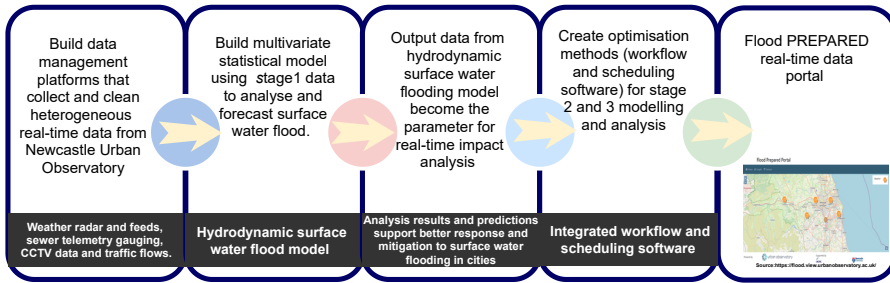 Build data
management
platforms that
collect and clean
heterogeneous
real-time data from
Newcastle Urban
Observatory
Weather radar and feeds,
sewer telemetry gauging,
CCTV data and traffic flows.
Build multivariate
statistical model
using stage1 data
to analyse and
forecast surface
water flood.
Hydrodynamic surface
water flood model
Output data from
hydrodynamic
surface water
flooding model
become the
parameter for
real-time impact
analysis
Analysis results and predictions
support better response and
mitigation to surface water
flooding in cities
Create optimisation
methods (workflow
and scheduling
software) for stage
2 and 3 modelling
and analysis
Integrated workflow and
scheduling software
Flood PREPARED
real-time data
portal
Flood Prepared Portal
Source:https://flood.view.urbanobservatory.ac.uk/